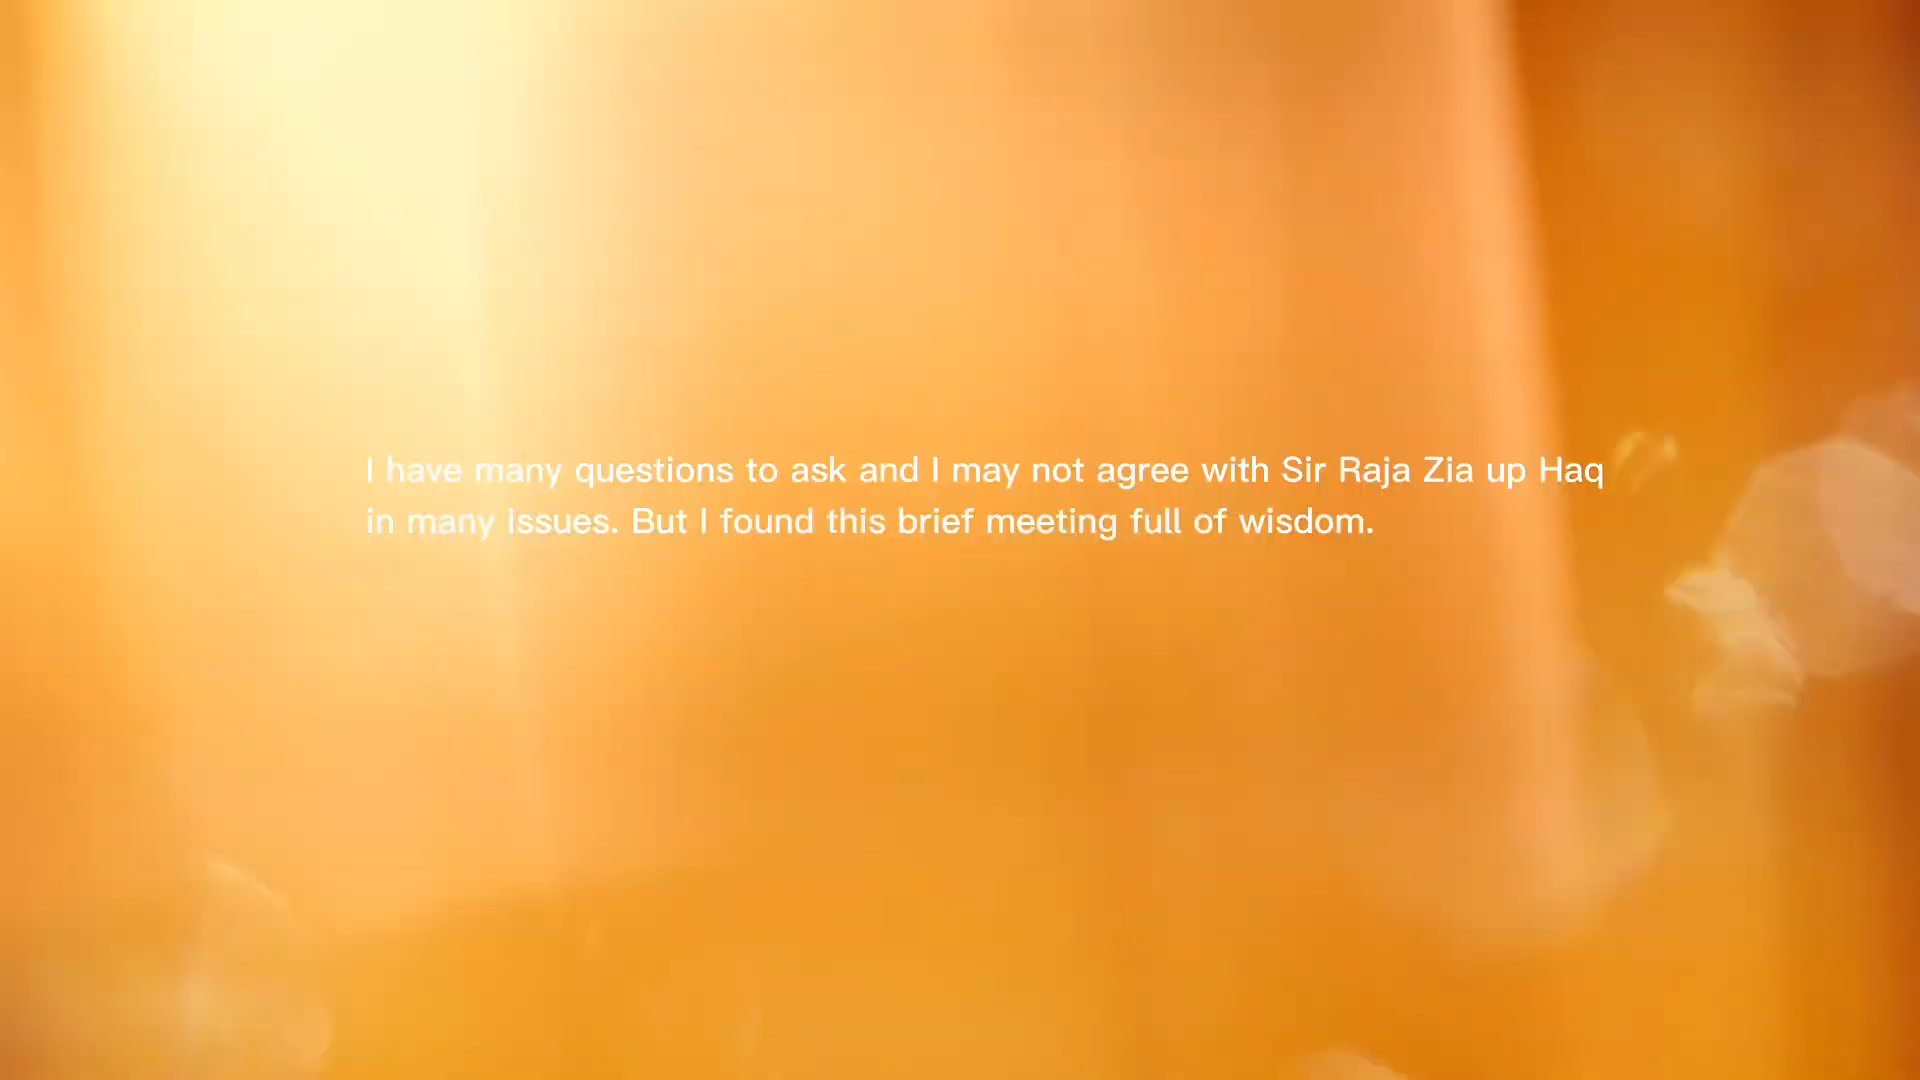 I have many questions to ask and I may not agree with Sir Raja Zia up Haq
in many issues. But I found this brief meeting full of wisdom.